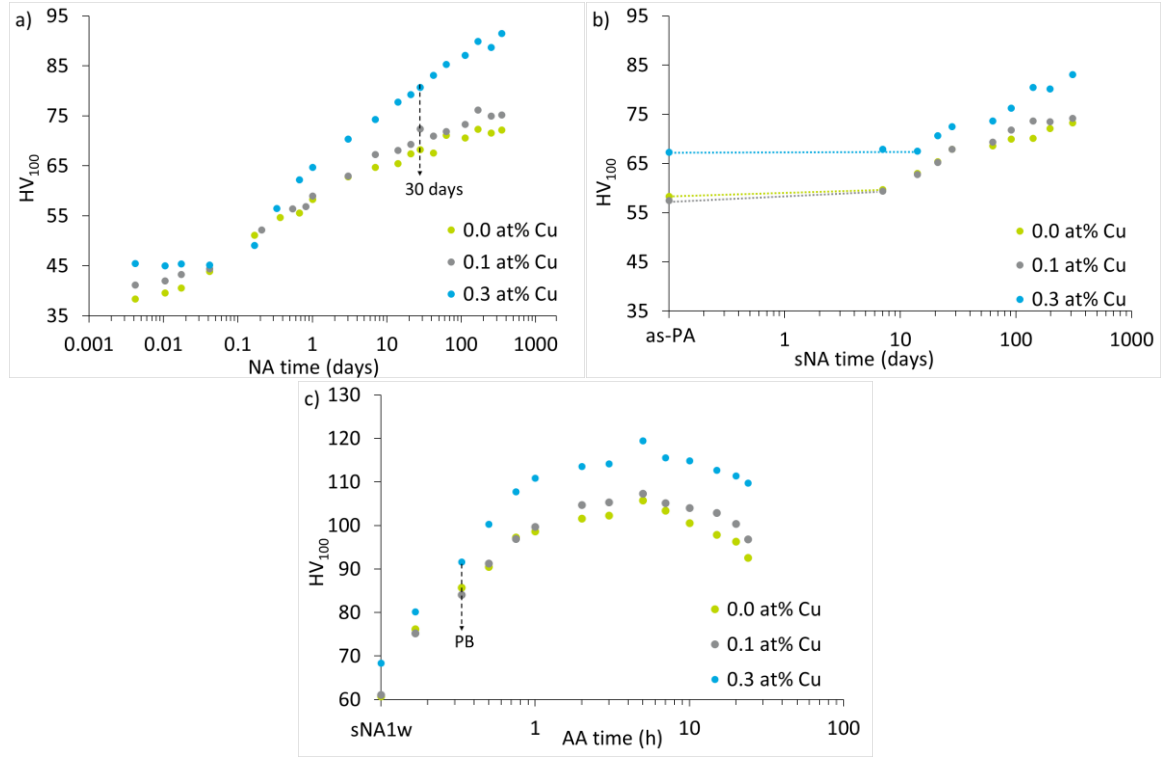 a)
95
85
75
65
55
45
35
HV100
30 days
0.0 at% Cu
0.1 at% Cu
0.3 at% Cu
0.001 0.01 0.1 1 10 100 1000
NA time (days)
b)
95
85
75
65
55
45
35
HV100
0.0 at% Cu
0.1 at% Cu
0.3 at% Cu
as-PA 1 10 100 1000
sNA time (days)
c)
130
120
110
100
90
80
70
60
HV100
PB
0.0 at% Cu
0.1 at% Cu
0.3 at% Cu
sNA1w 1 10 100
AA time (h)